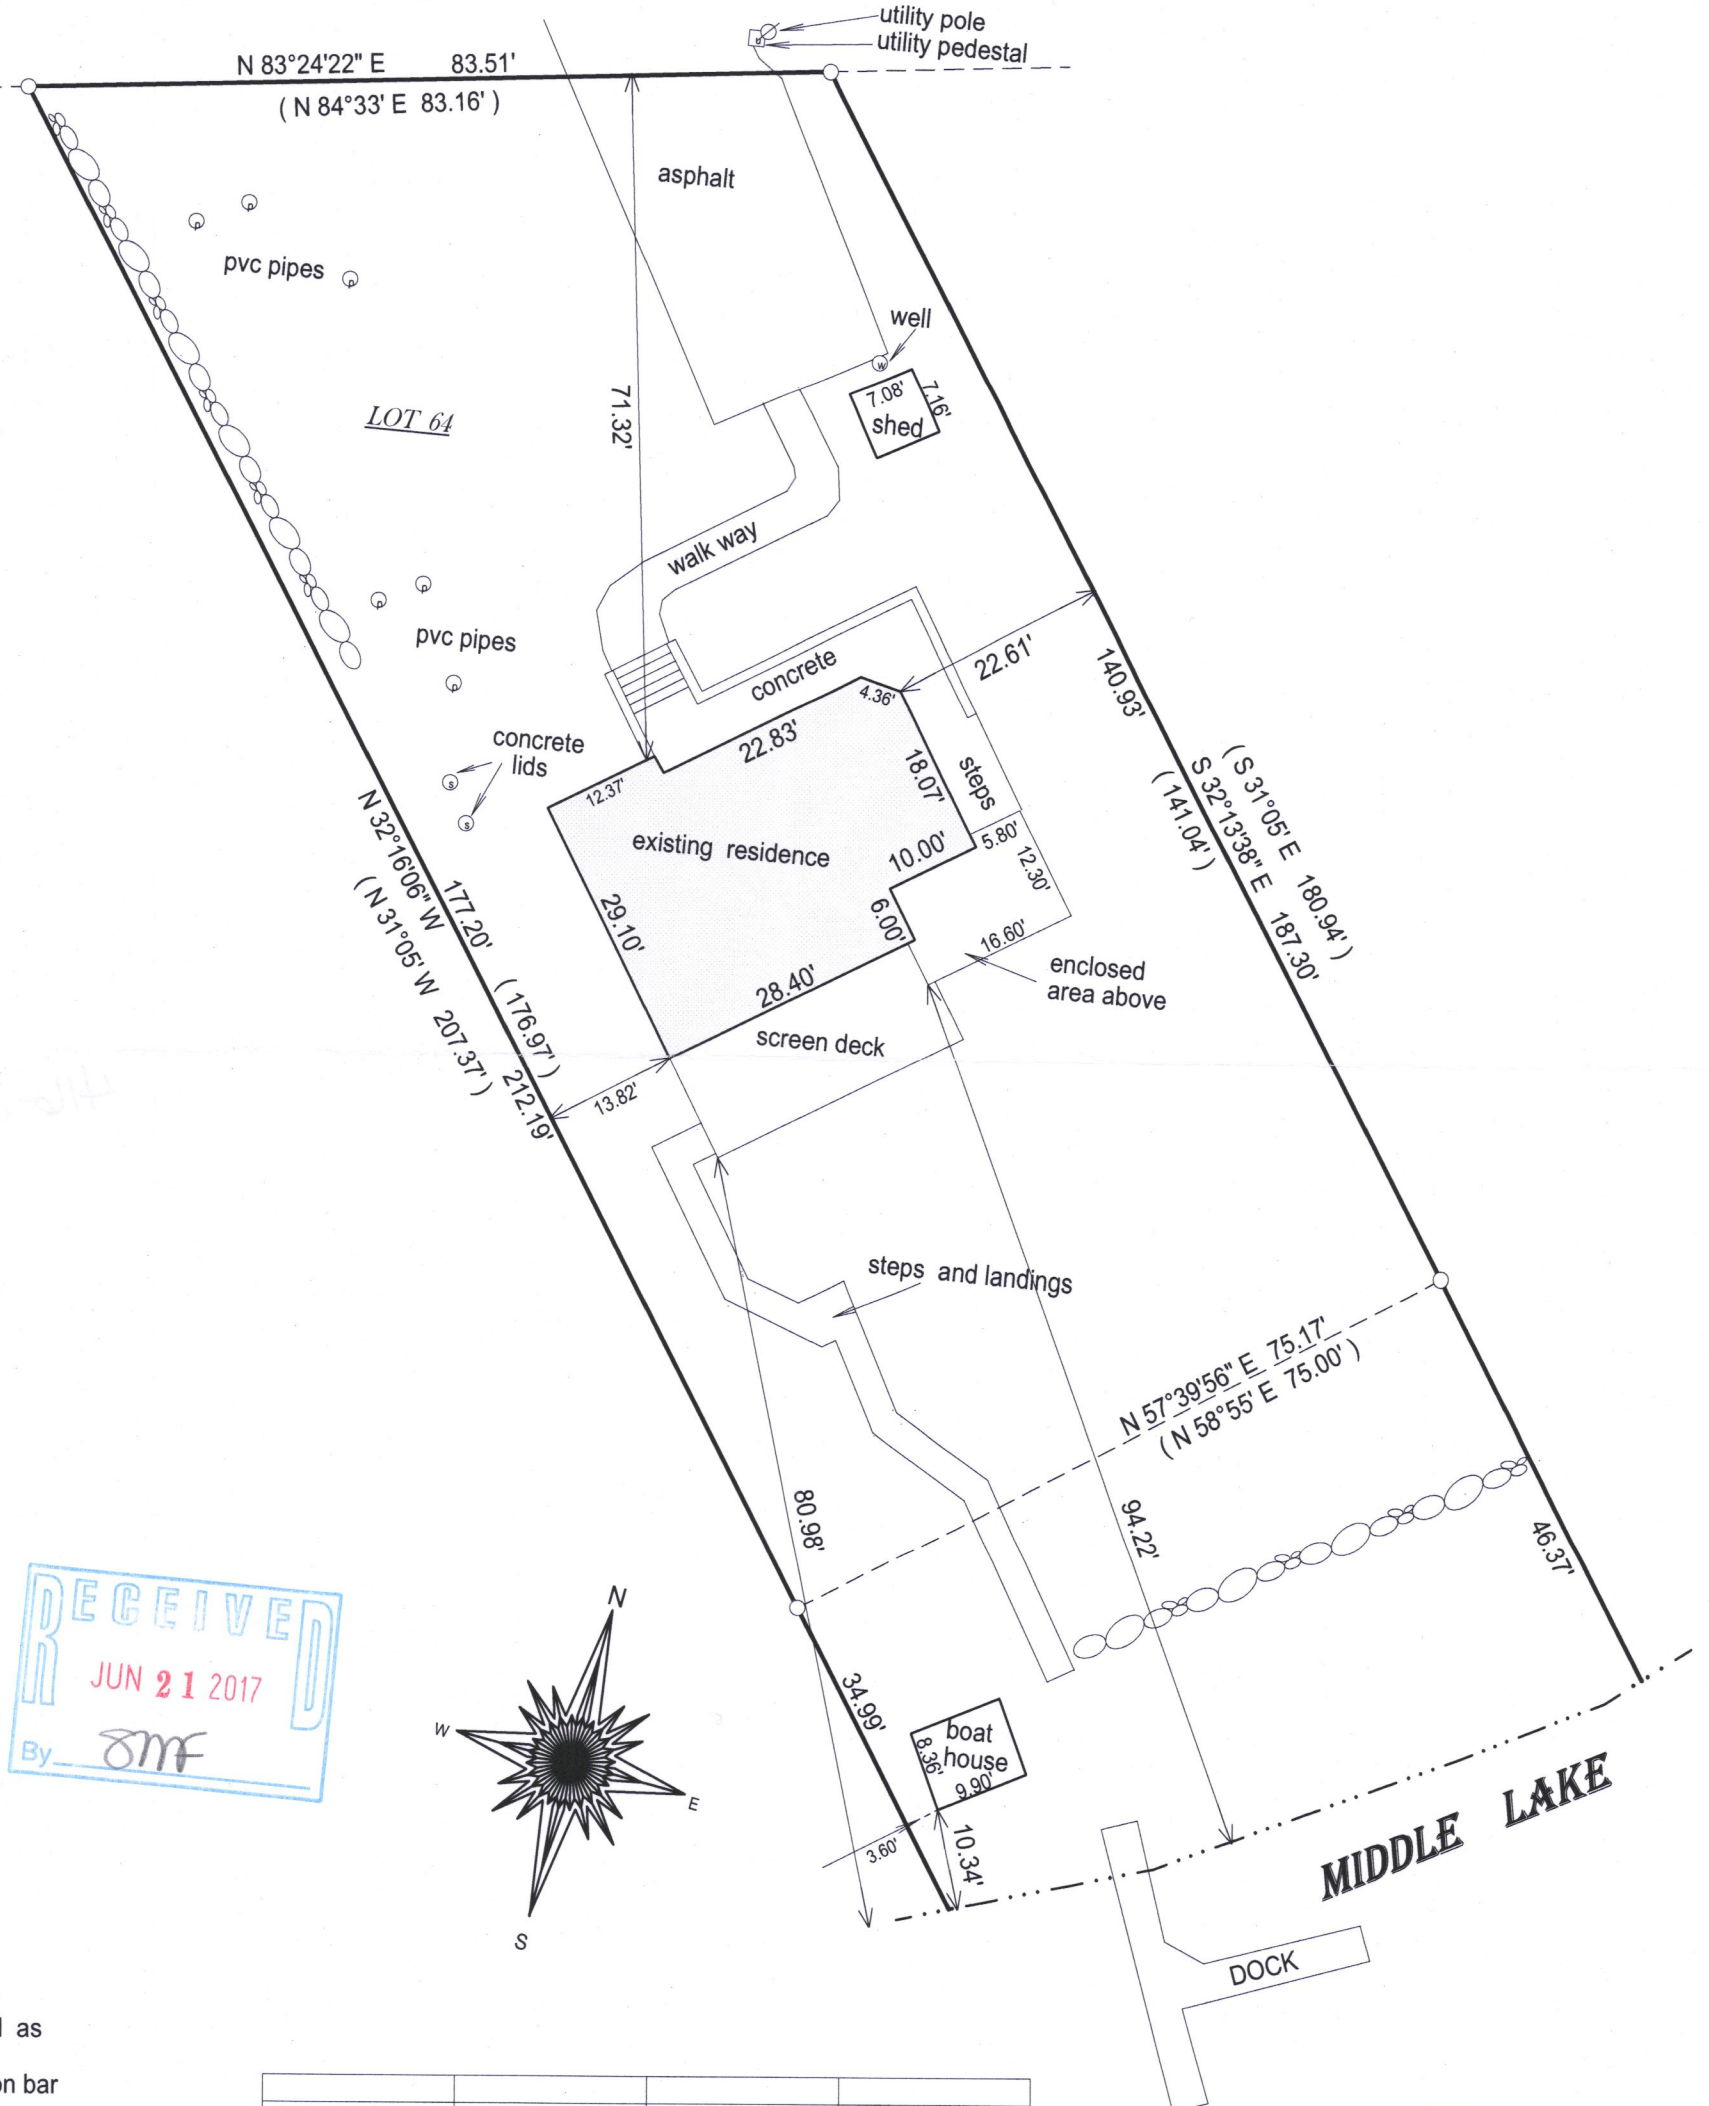 utility pole
utility pedestal
N 83°24'22" E 83.51'
( N 84°33' E 83.16' )
asphalt
p
p
pvc pipes
p
well
w
7.08'
7.16'
shed
71.32'
LOT 64
walk way
p
p
pvc pipes
p
concrete
22.61'
140.93'
4.36'
22.83'
concrete
lids
s
s
12.37'
18.07'
steps
( S 31°05' E 180.94' )
S 32°13'38" E 187.30'
( 141.04' )
existing residence
10.00'
5.80'
12.30'
N 32°16'06" W 212.19'
177.20' ( 176.97' )
( N 31°05' W 207.37' )
29.10'
6.00'
16.60'
enclosed
area above
28.40'
screen deck
13.82'
steps and landings
N 57°39'56" E 75.17'
( N 58°55' E 75.00' )
80.98'
94.22'
46.37'
RECEIVED
JUN 21 2017
By SMF
N
W
E
S
34.99'
boat
house
8.36'
9.90'
3.60'
10.34'
MIDDLE LAKE
DOCK
as
on bar